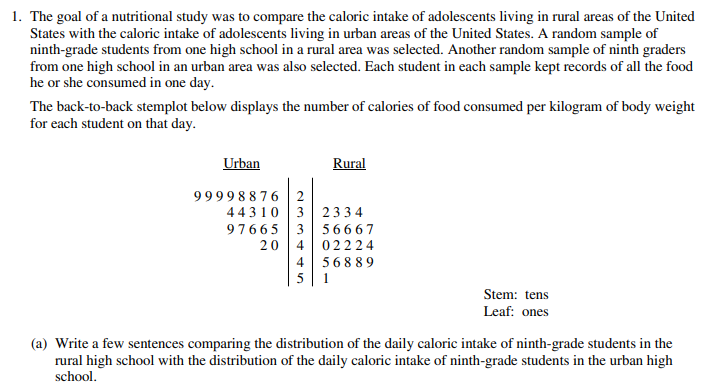 1. The goal of a nutritional study was to compare the caloric intake of adolescents living in rural areas of the United
States with the caloric intake of adolescents living in urban areas of the United States. A random sample of
ninth-grade students from one high school in a rural area was selected. Another random sample of ninth graders
from one high school in an urban area was also selected. Each student in each sample kept records of all the food
he or she consumed in one day.
The back-to-back stemplot below displays the number of calories of food consumed per kilogram of body weight
for each student on that day.
Urban Rural
9 9 9 9 8 8 7 6 2
4 4 3 1 0 3 2 3 3 4
9 7 6 6 5 3 5 6 6 6 7
2 0 4 0 2 2 2 4
4 5 6 8 8 9
5 1
Stem: tens
Leaf: ones
(a) Write a few sentences comparing the distribution of the daily caloric intake of ninth-grade students in the
rural high school with the distribution of the daily caloric intake of ninth-grade students in the urban high
school.